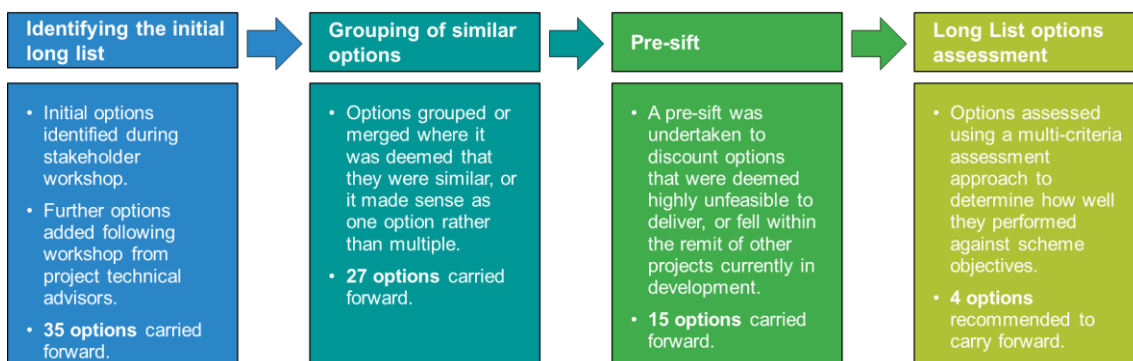 Identifying the initial
long list
• Initial options
identified during
stakeholder
workshop.
• Further options
added following
workshop from
project technical
advisors.
• 35 options carried
forward.
Grouping of similar
options
• Options grouped or
merged where it
was deemed that
they were similar, or
it made sense as
one option rather
than multiple.
• 27 options carried
forward.
Pre-sift
• A pre-sift was
undertaken to
discount options
that were deemed
highly unfeasible to
deliver, or fell within
the remit of other
projects currently in
development.
• 15 options carried
forward.
Long List options
assessment
• Options assessed
using a multi-criteria
assessment
approach to
determine how well
they performed
against scheme
objectives.
• 4 options
recommended to
carry forward.